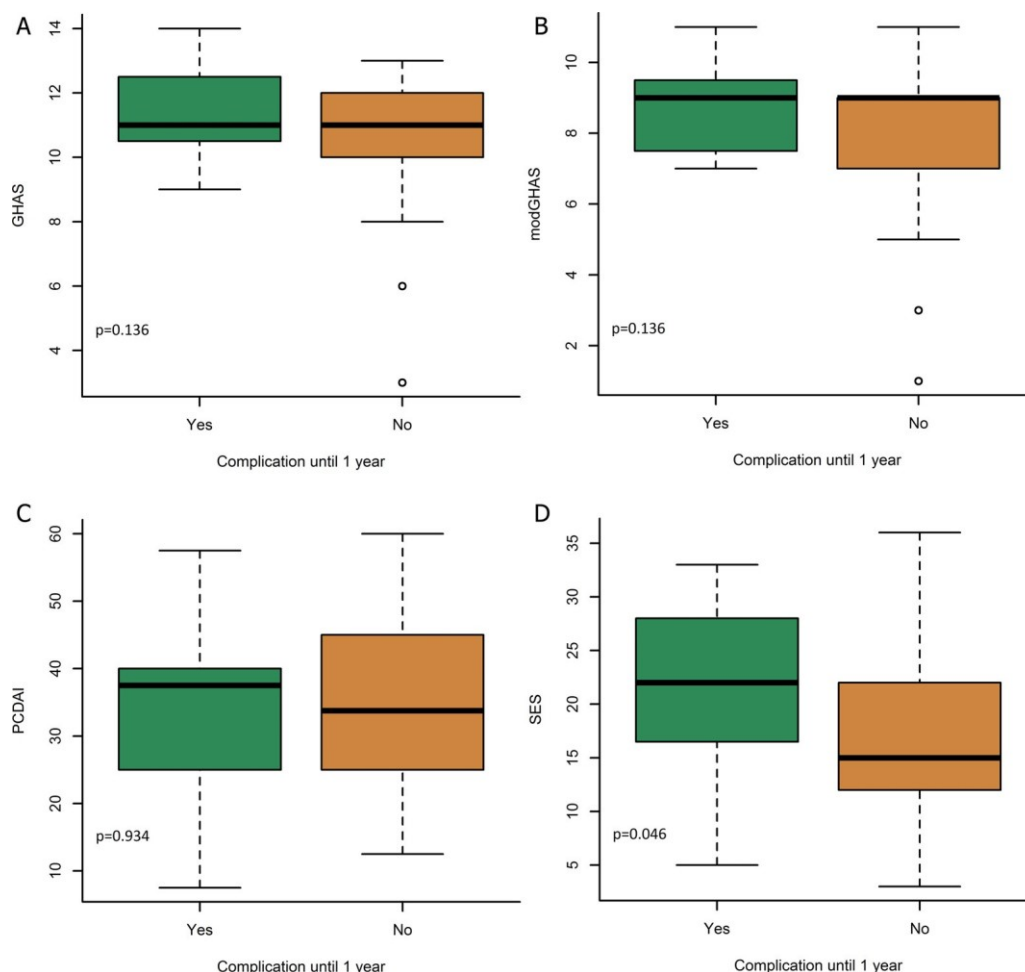 A
GHAS
14
12
10
8
6
4
p=0.136
Yes
No
Complication until 1 year
B
modGHAS
10
8
6
4
2
p=0.136
Yes
No
Complication until 1 year
C
PCDAI
60
50
40
30
20
10
p=0.934
Yes
No
Complication until 1 year
D
SES
35
30
25
20
15
10
5
p=0.046
Yes
No
Complication until 1 year